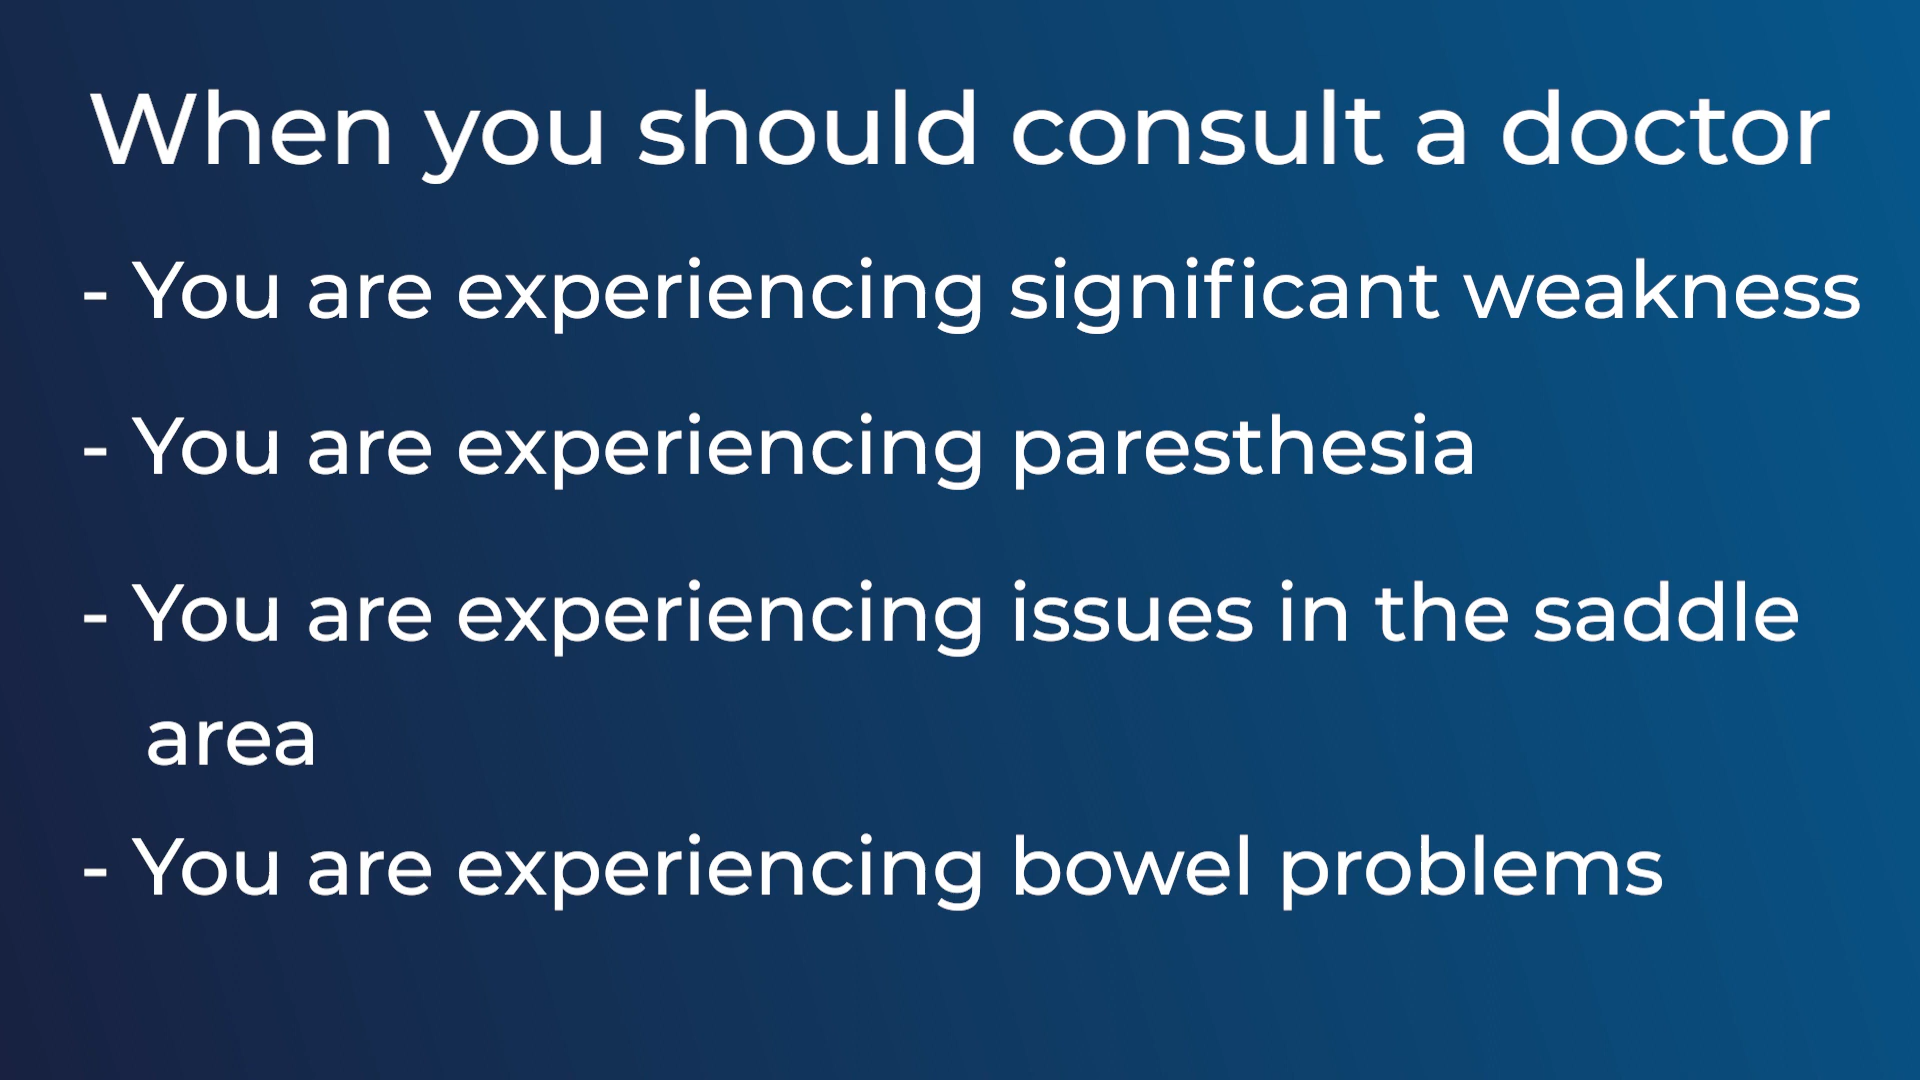 When you should consult a doctor
- You are experiencing significant weakness
- You are experiencing paresthesia
- You are experiencing issues in the saddle
area
- You are experiencing bowel problems